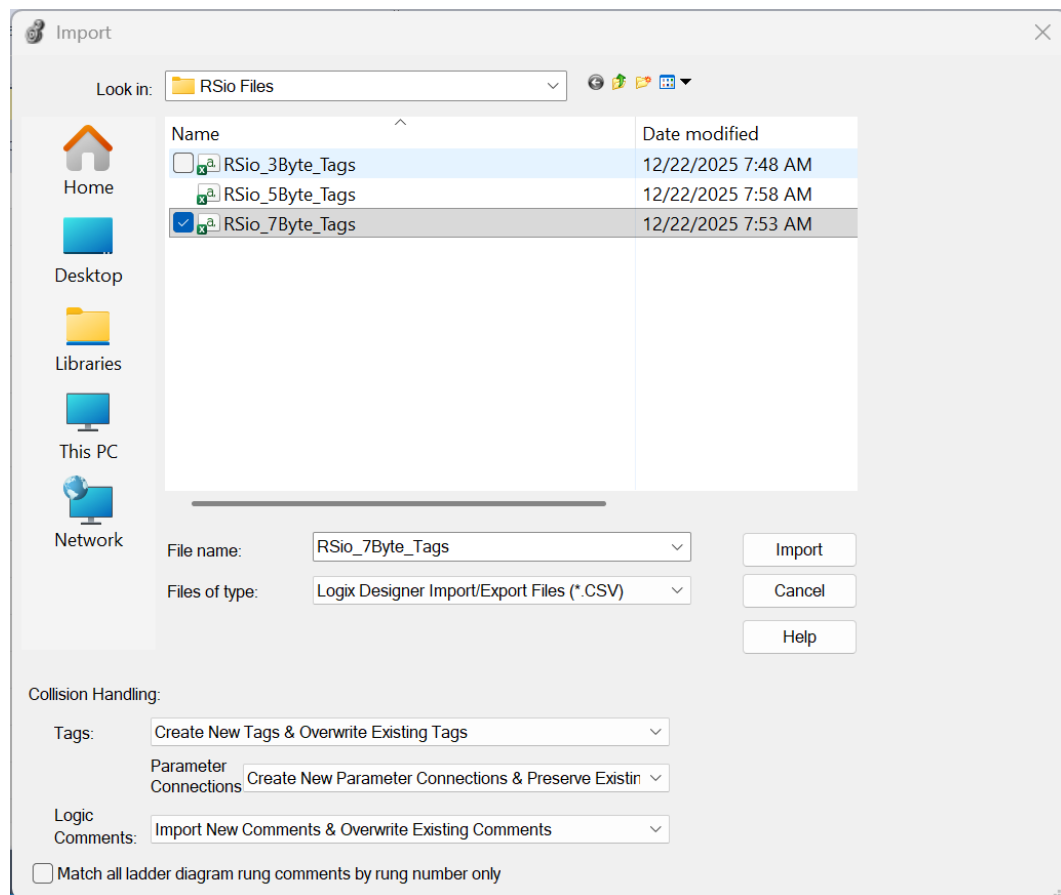 Import
Look in: RSio Files
Name Date modified
RSio_3Byte_Tags 12/22/2025 7:48 AM
RSio_5Byte_Tags 12/22/2025 7:58 AM
RSio_7Byte_Tags 12/22/2025 7:53 AM
Home
Desktop
Libraries
This PC
Network
File name: RSio_7Byte_Tags Import
Files of type: Logix Designer Import/Export Files (*.CSV) Cancel
Help
Collision Handling:
Tags: Create New Tags & Overwrite Existing Tags
Parameter
Connections Create New Parameter Connections & Preserve Existin
Logic
Comments: Import New Comments & Overwrite Existing Comments
Match all ladder diagram rung comments by rung number only